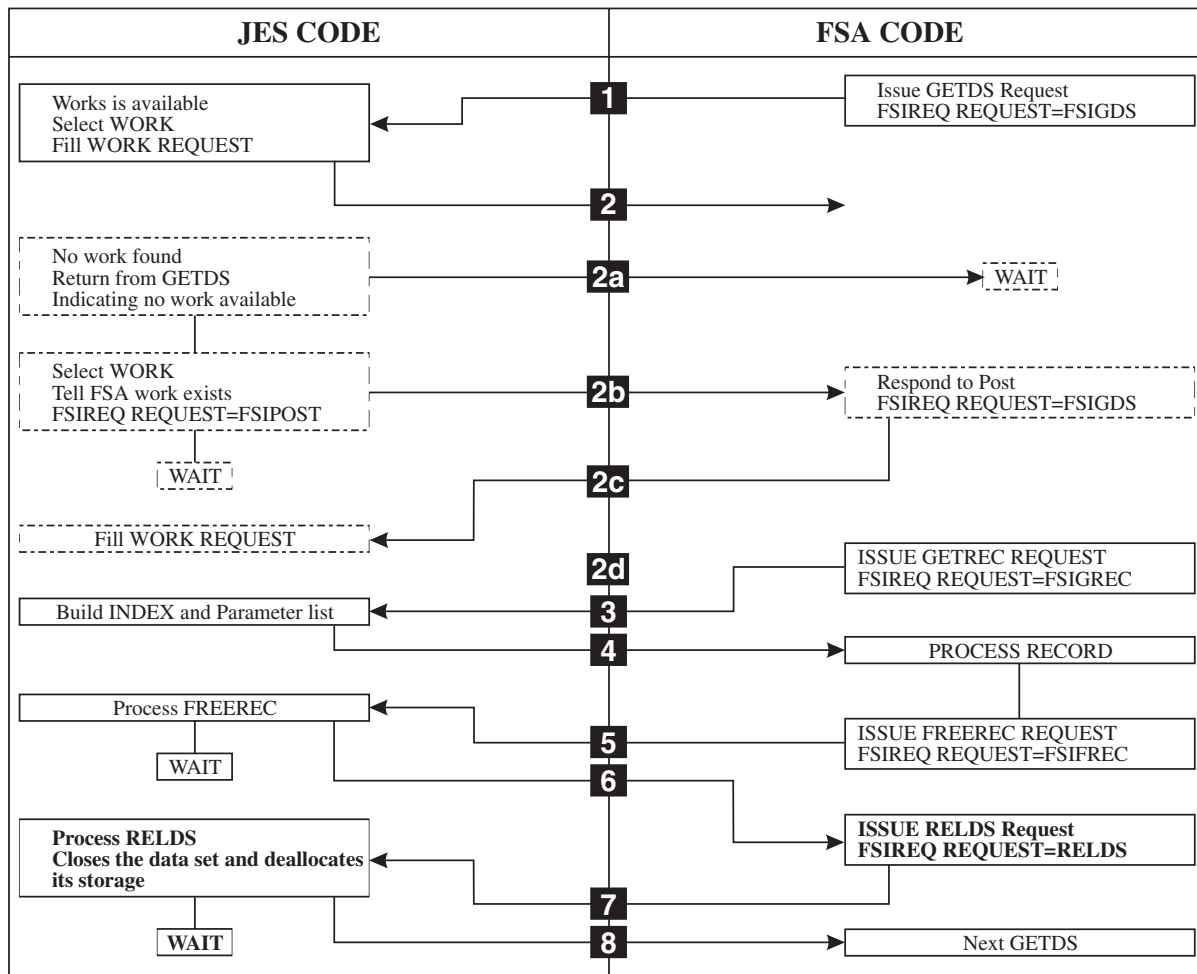 JES CODE
FSA CODE
Works is available
Select WORK
Fill WORK REQUEST
1
Issue GETDS Request
FSIREQ REQUEST=FSIGDS
2
No work found
Return from GETDS
Indicating no work available
2a
WAIT
Select WORK
Tell FSA work exists
FSIREQ REQUEST=FSIPOST
2b
Respond to Post
FSIREQ REQUEST=FSIGDS
WAIT
2c
Fill WORK REQUEST
2d
ISSUE GETREC REQUEST
FSIREQ REQUEST=FSIGREC
Build INDEX and Parameter list
3
4
PROCESS RECORD
Process FREEREC
5
ISSUE FREEREC REQUEST
FSIREQ REQUEST=FSIFREC
WAIT
6
Process RELDS
Closes the data set and deallocates
its storage
ISSUE RELDS Request
FSIREQ REQUEST=RELDS
7
WAIT
8
Next GETDS